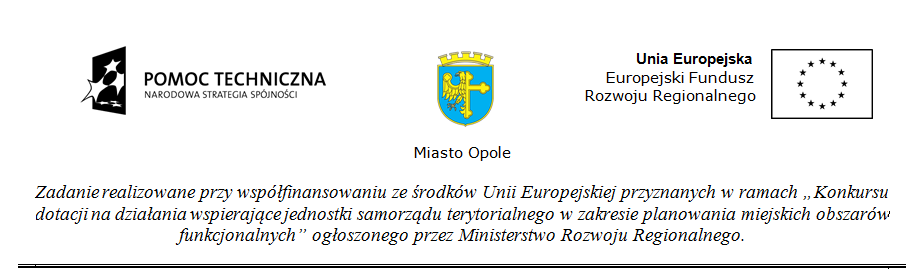 POMOC TECHNICZNA
NARODOWA STRATEGIA SPÓJNOŚCI
Miasto Opole
Unia Europejska
Europejski Fundusz
Rozwoju Regionalnego
Zadanie realizowane przy współfinansowaniu ze środków Unii Europejskiej przyznanych w ramach „Konkursu
dotacji na działania wspierające jednostki samorządu terytorialnego w zakresie planowania miejskich obszarów
funkcjonalnych” ogłoszonego przez Ministerstwo Rozwoju Regionalnego.